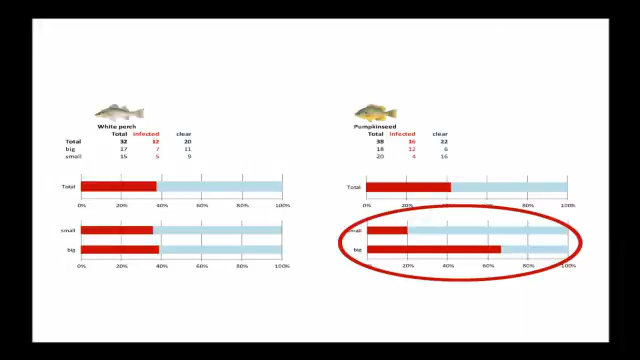 White perch
Total infected clear
Total 32 12 20
big 17 7 11
small 15 5 9
Total
0% 20% 40% 60% 80% 100%
small
big
0% 20% 40% 60% 80% 100%
Pumpkinseed
Total infected clear
Total 38 16 22
18 12 6
20 4 16
Total
0% 20% 40% 60% 80% 100%
small
big
0% 20% 40% 60% 80% 100%